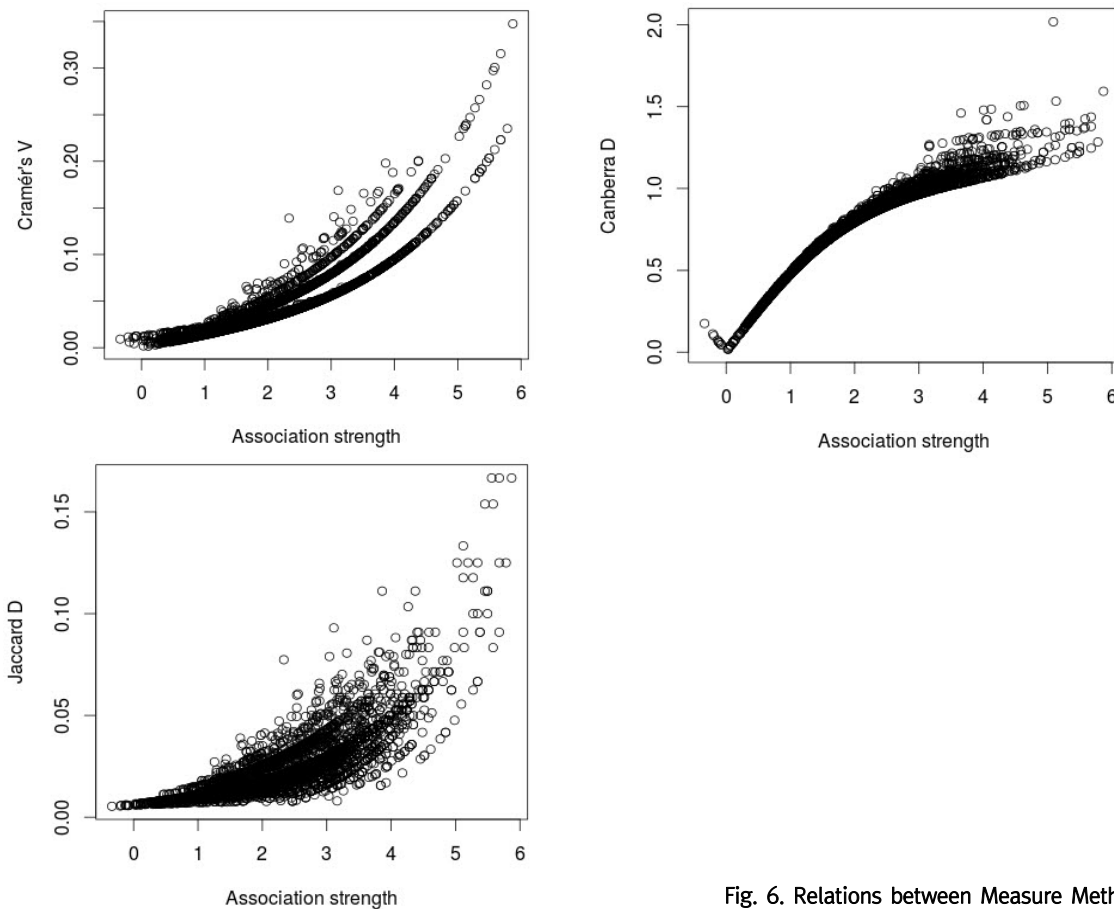 0.30
0.20
0.10
0.00
Cramér's V
0 1 2 3 4 5 6
Association strength
2.0
1.5
1.0
0.5
0.0
Canberra D
0 1 2 3 4 5 6
Association strength
0.15
0.10
0.05
0.00
Jaccard D
0 1 2 3 4 5 6
Association strength
Fig. 6. Relations between Measure Meth